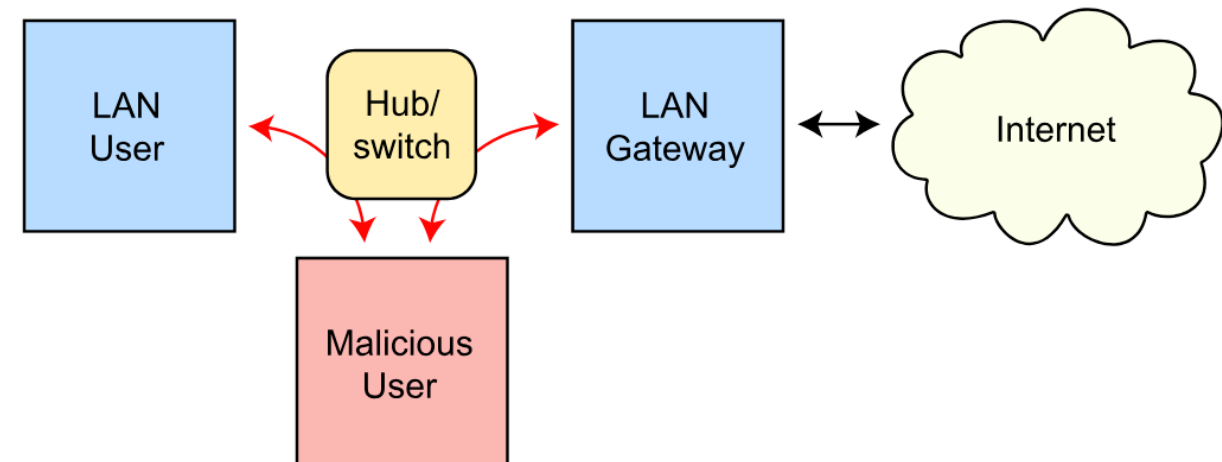 LAN
User
Hub/
switch
LAN
Gateway
Internet
Malicious
User